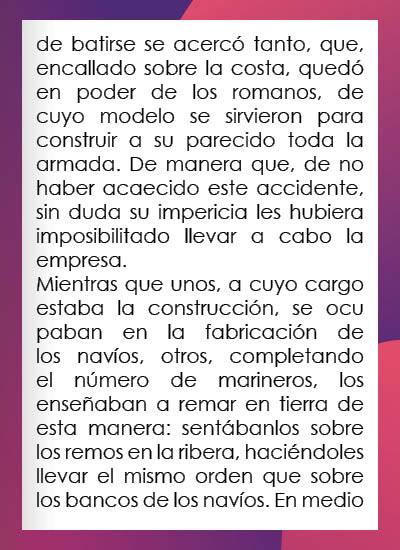 de batirse se acercó tanto, que,
encallado sobre la costa, quedó
en poder de los romanos, de
cuyo modelo se sirvieron para
construir a su parecido toda la
armada. De manera que, de no
haber acaecido este accidente,
sin duda su impericia les hubiera
imposibilitado llevar a cabo la
empresa.
Mientras que unos, a cuyo cargo
estaba la construcción, se ocu
paban en la fabricación de
los navíos, otros, completando
el número de marineros, los
enseñaban a remar en tierra de
esta manera: sentábanlos sobre
los remos en la ribera, haciéndoles
llevar el mismo orden que sobre
los bancos de los navíos. En medio